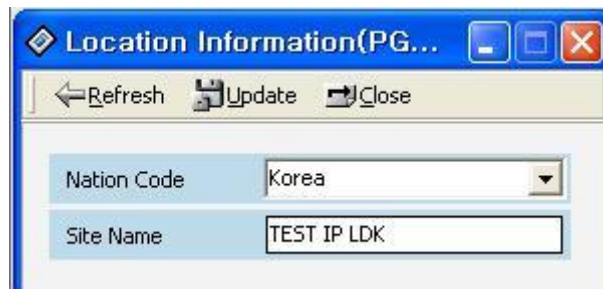 Location Information(PG...
Refresh Update Close
Nation Code Korea
Site Name TEST IP LDK